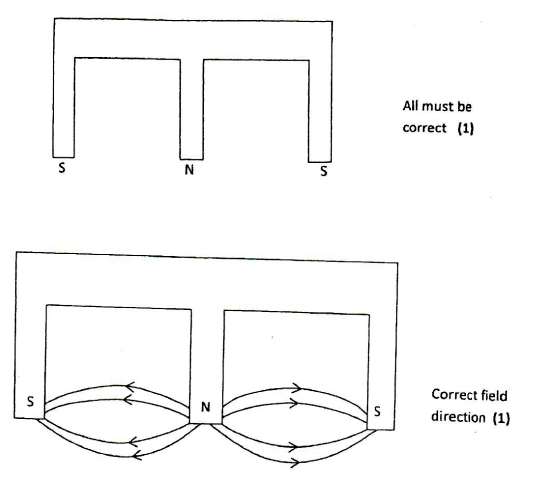 All must be
correct (1)
S
N
S
S
N
S
Correct field
direction (1)